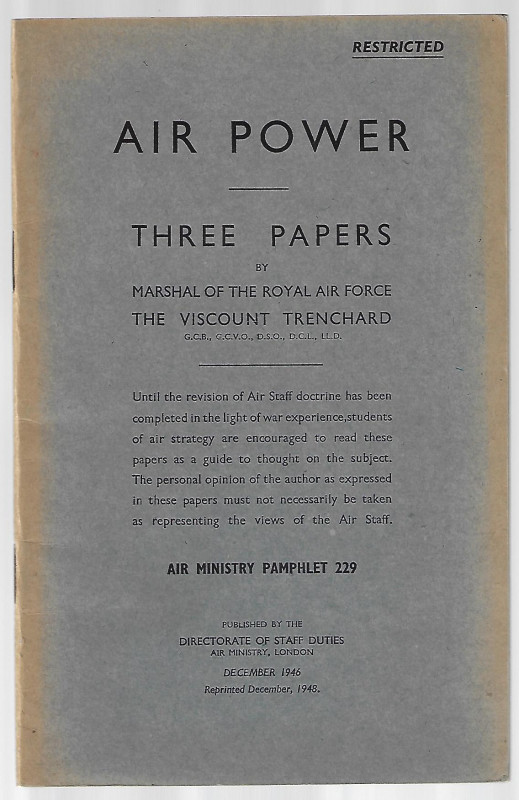 RESTRICTED
AIR POWER
THREE PAPERS
BY
MARSHAL OF THE ROYAL AIR FORCE
THE VISCOUNT TRENCHARD
G.C.B., G.C.V.O., D.S.O., D.C.L., LL.D.
Until the revision of Air Staff doctrine has been
completed in the light of war experience, students
of air strategy are encouraged to read these
papers as a guide to thought on the subject.
The personal opinion of the author as expressed
in these papers must not necessarily be taken
as representing the views of the Air Staff.
AIR MINISTRY PAMPHLET 229
PUBLISHED BY THE
DIRECTORATE OF STAFF DUTIES
AIR MINISTRY, LONDON
DECEMBER 1946
Reprinted December, 1948.